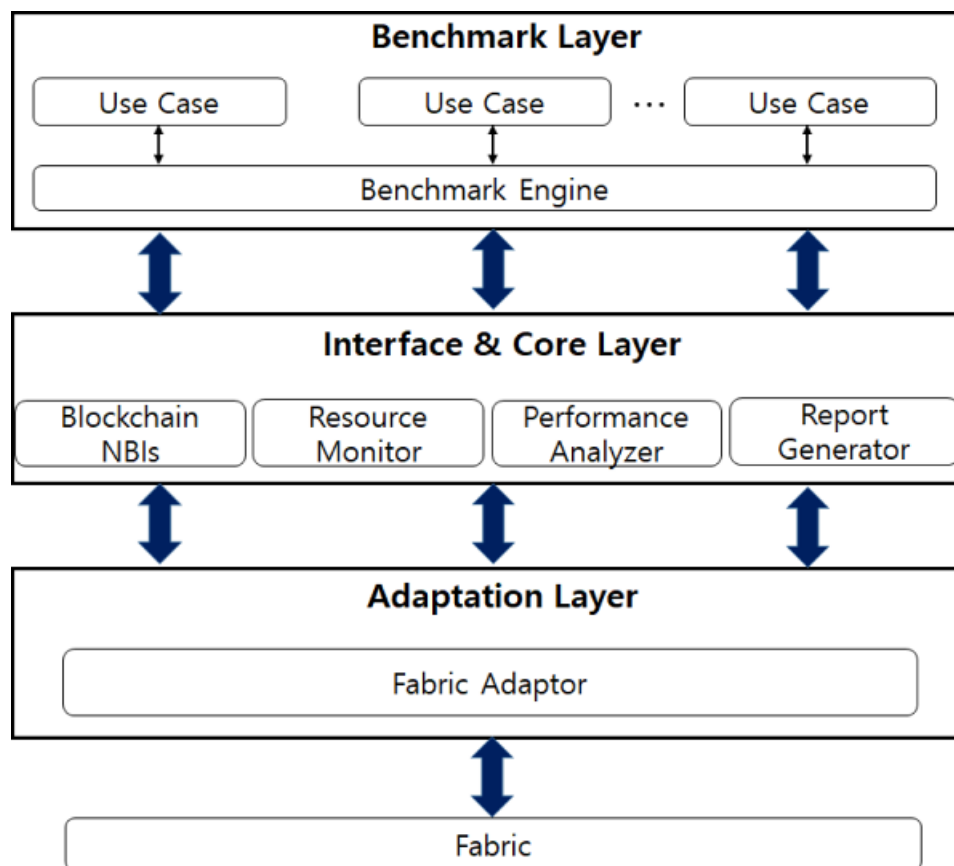 Benchmark Layer
Use Case Use Case ... Use Case
Benchmark Engine
Interface & Core Layer
Blockchain NBIs
Resource Monitor
Performance Analyzer
Report Generator
Adaptation Layer
Fabric Adaptor
Fabric